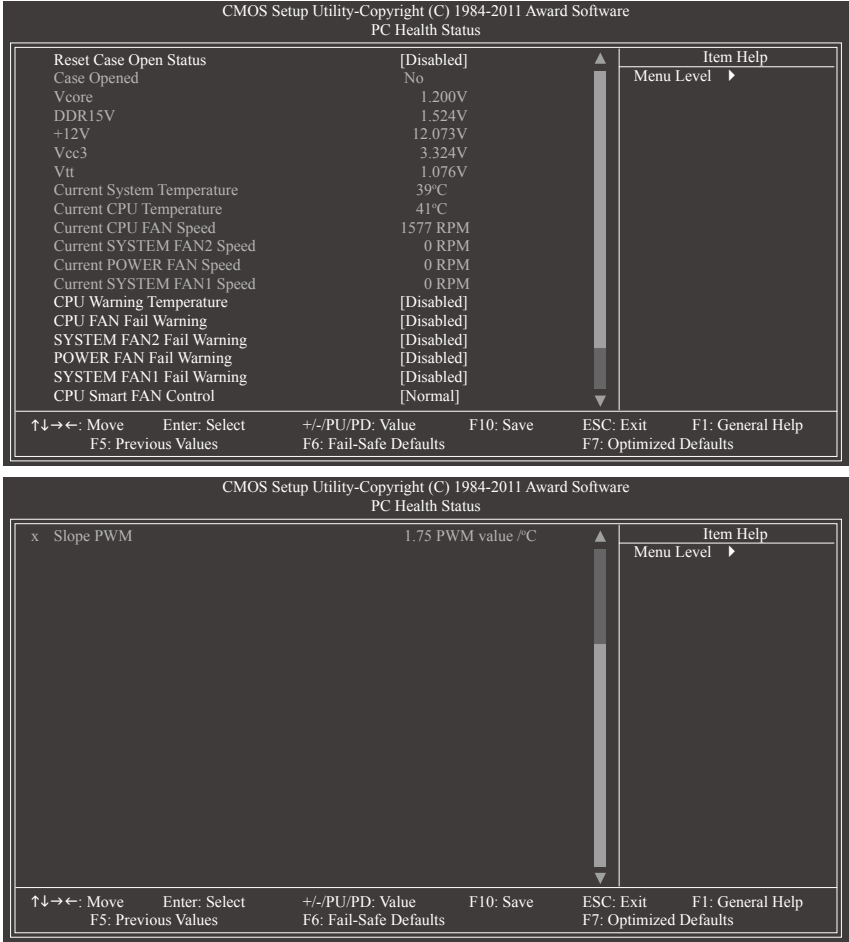 CMOS Setup Utility-Copyright (C) 1984-2011 Award Software
PC Health Status
Reset Case Open Status [Disabled]
Case Opened No
Vcore 1.200V
DDR15V 1.524V
+12V 12.073V
Vcc3 3.324V
Vtt 1.076V
Current System Temperature 39ºC
Current CPU Temperature 41ºC
Current CPU FAN Speed 1577 RPM
Current SYSTEM FAN2 Speed 0 RPM
Current POWER FAN Speed 0 RPM
Current SYSTEM FAN1 Speed 0 RPM
CPU Warning Temperature [Disabled]
CPU FAN Fail Warning [Disabled]
SYSTEM FAN2 Fail Warning [Disabled]
POWER FAN Fail Warning [Disabled]
SYSTEM FAN1 Fail Warning [Disabled]
CPU Smart FAN Control [Normal]
Item Help
Menu Level
↑↓→←: Move Enter: Select +/-/PU/PD: Value F10: Save ESC: Exit F1: General Help
F5: Previous Values F6: Fail-Safe Defaults F7: Optimized Defaults
CMOS Setup Utility-Copyright (C) 1984-2011 Award Software
PC Health Status
x Slope PWM 1.75 PWM value /ºC
Item Help
Menu Level
↑↓→←: Move Enter: Select +/-/PU/PD: Value F10: Save ESC: Exit F1: General Help
F5: Previous Values F6: Fail-Safe Defaults F7: Optimized Defaults